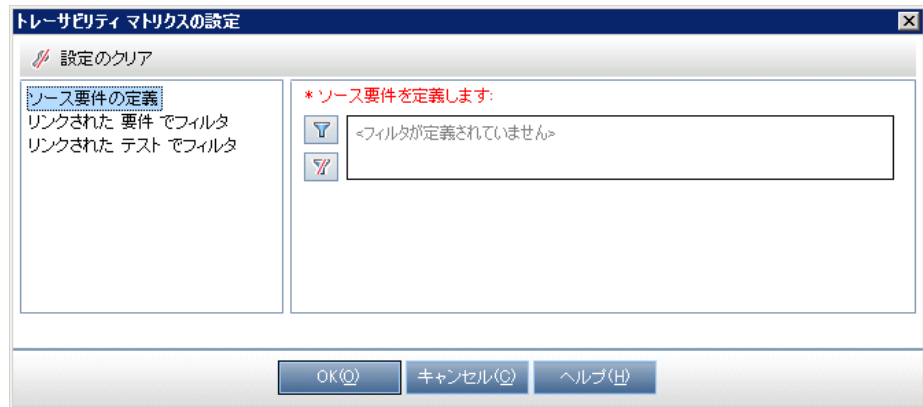 トレーサビリティ マトリクスの設定
設定のクリア
ソース要件の定義
リンクされた 要件 でフィルタ
リンクされた テスト でフィルタ
* ソース要件を定義します:
<フィルタが定義されていません>
OK(O)
キャンセル(C)
ヘルプ(H)